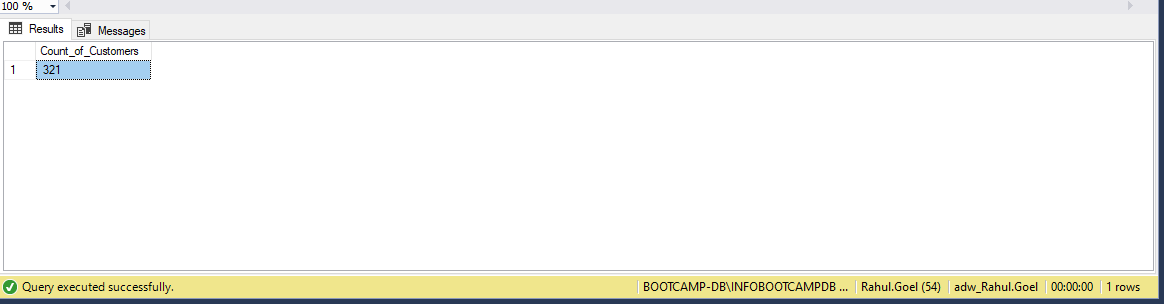 100 %
Results Messages
Count_of_Customers
1 321
Query executed successfully. BOOTCAMP-DB\INFOBOOTCAMPDB ... Rahul.Goel (54) adw_Rahul.Goel 00:00:00 1 rows